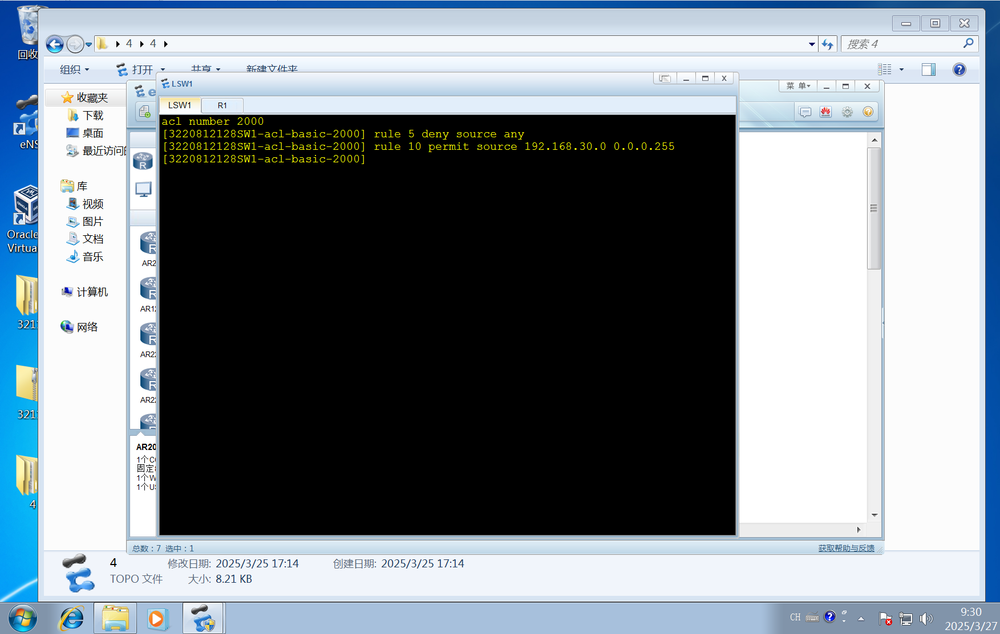 回收
4
4
搜索 4
组织
打开
共享
新建文件夹
LSW1
菜 单
LSW1
R1
acl number 2000
[3220812128SW1-acl-basic-2000] rule 5 deny source any
[3220812128SW1-acl-basic-2000] rule 10 permit source 192.168.30.0 0.0.0.255
[3220812128SW1-acl-basic-2000]
收藏夹
下载
桌面
最近访问的
库
视频
图片
文档
音乐
计算机
网络
eNS
Oracle
Virtua
321
321
4
R
R
AR2
R
AR12
R
AR22
R
AR22
AR20
1个CO
固定
1个W
1个US
总数：7 选中：1
获取帮助与反馈
4
修改日期: 2025/3/25 17:14
创建日期: 2025/3/25 17:14
TOPO 文件
大小: 8.21 KB
CH
9:30
2025/3/27